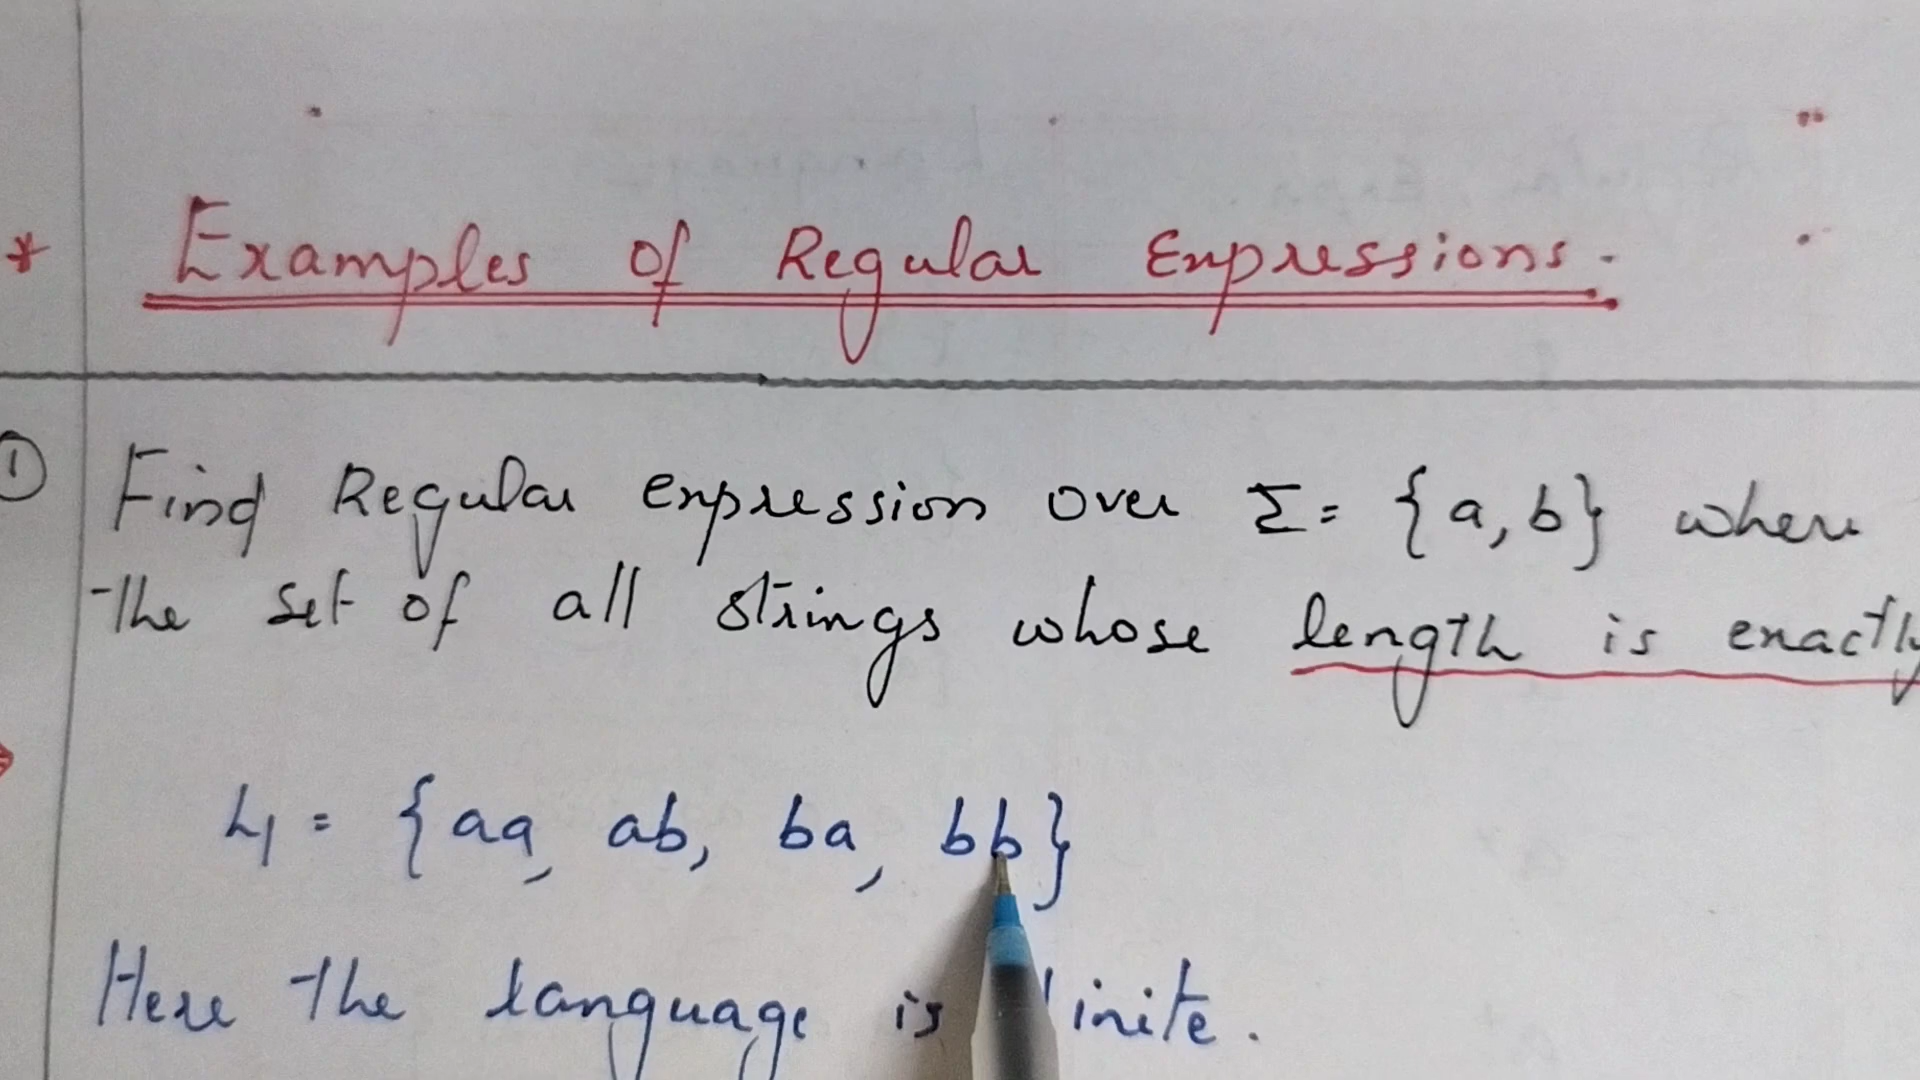 * Examples of Regular Expressions.
① Find Regular expression over Σ = {a, b} where
the set of all strings whose length is exactly
L1 = {aa, ab, ba, bb}
Here the language is finite.